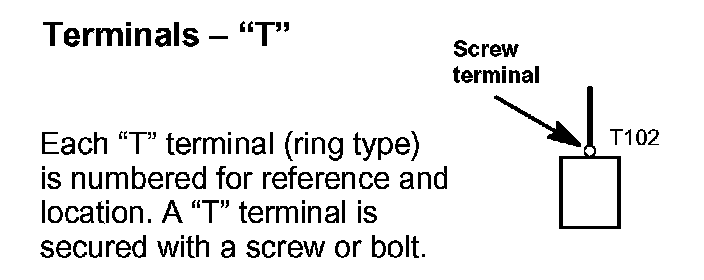 Terminals – “T”
Screw
terminal
T102
Each “T” terminal (ring type)
is numbered for reference and
location. A “T” terminal is
secured with a screw or bolt.